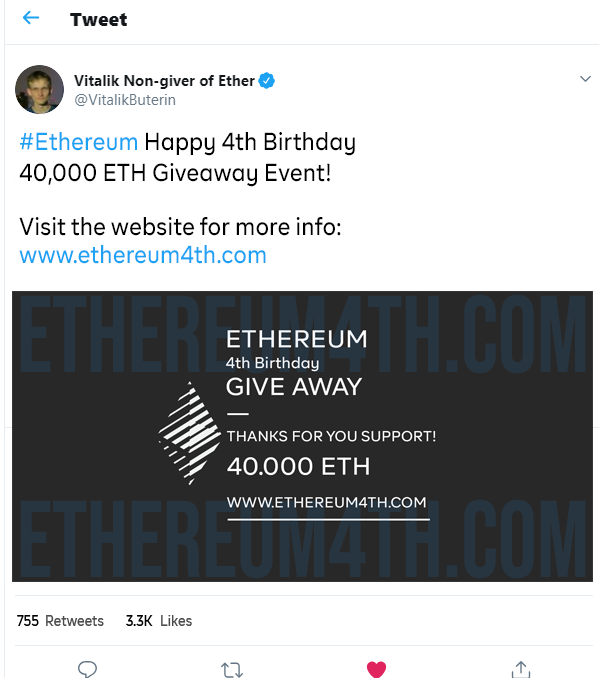 Tweet
Vitalik Non-giver of Ether
@VitalikButerin
#Ethereum Happy 4th Birthday
40,000 ETH Giveaway Event!
Visit the website for more info:
www.ethereum4th.com
ETHEREUM4TH.COM
ETHEREUM
4th Birthday
GIVE AWAY
THANKS FOR YOU SUPPORT!
40.000 ETH
WWW.ETHEREUM4TH.COM
ETHEREUM4TH.COM
755 Retweets 3.3K Likes